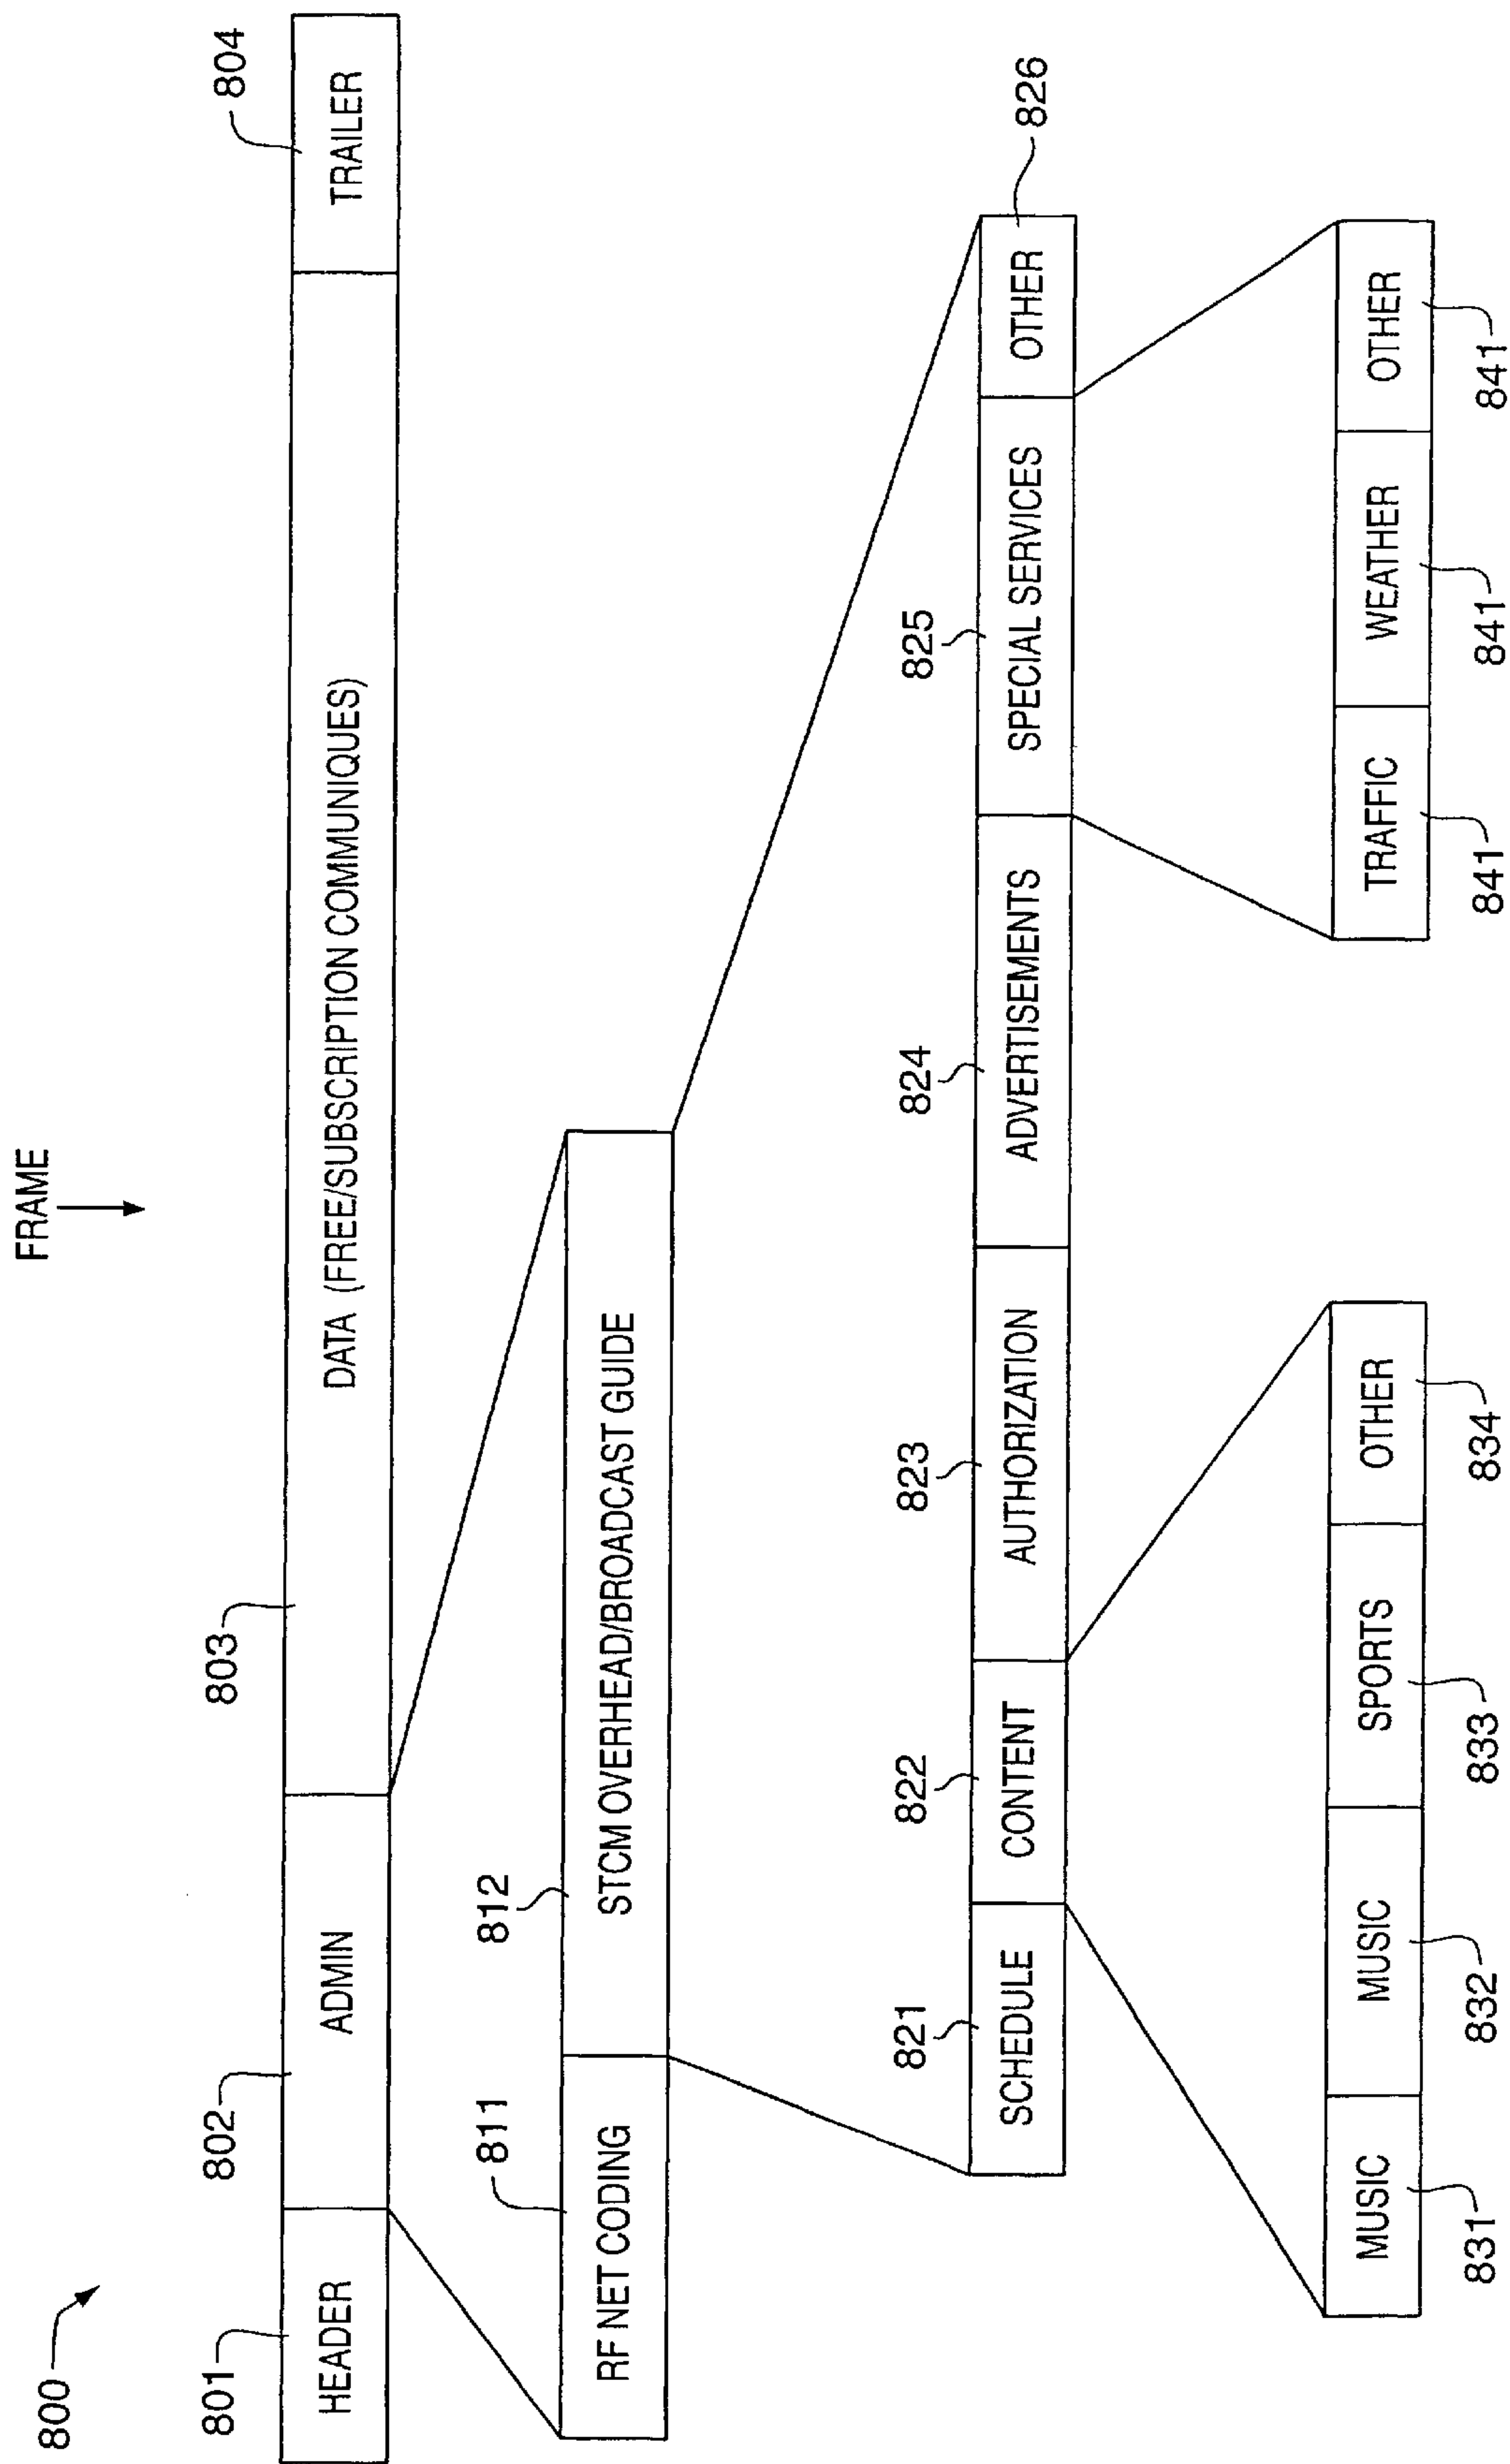 FRAME
800
801
802
803
804
HEADER
ADMIN
DATA (FREE/SUBSCRIPTION COMMUNIQUES)
TRAILER
811
812
RF NET CODING
STCM OVERHEAD/BROADCAST GUIDE
821
822
823
824
825
SCHEDULE
CONTENT
AUTHORIZATION
ADVERTISEMENTS
SPECIAL SERVICES
OTHER
826
MUSIC
MUSIC
SPORTS
OTHER
TRAFFIC
WEATHER
OTHER
831
832
833
834
841
841
841